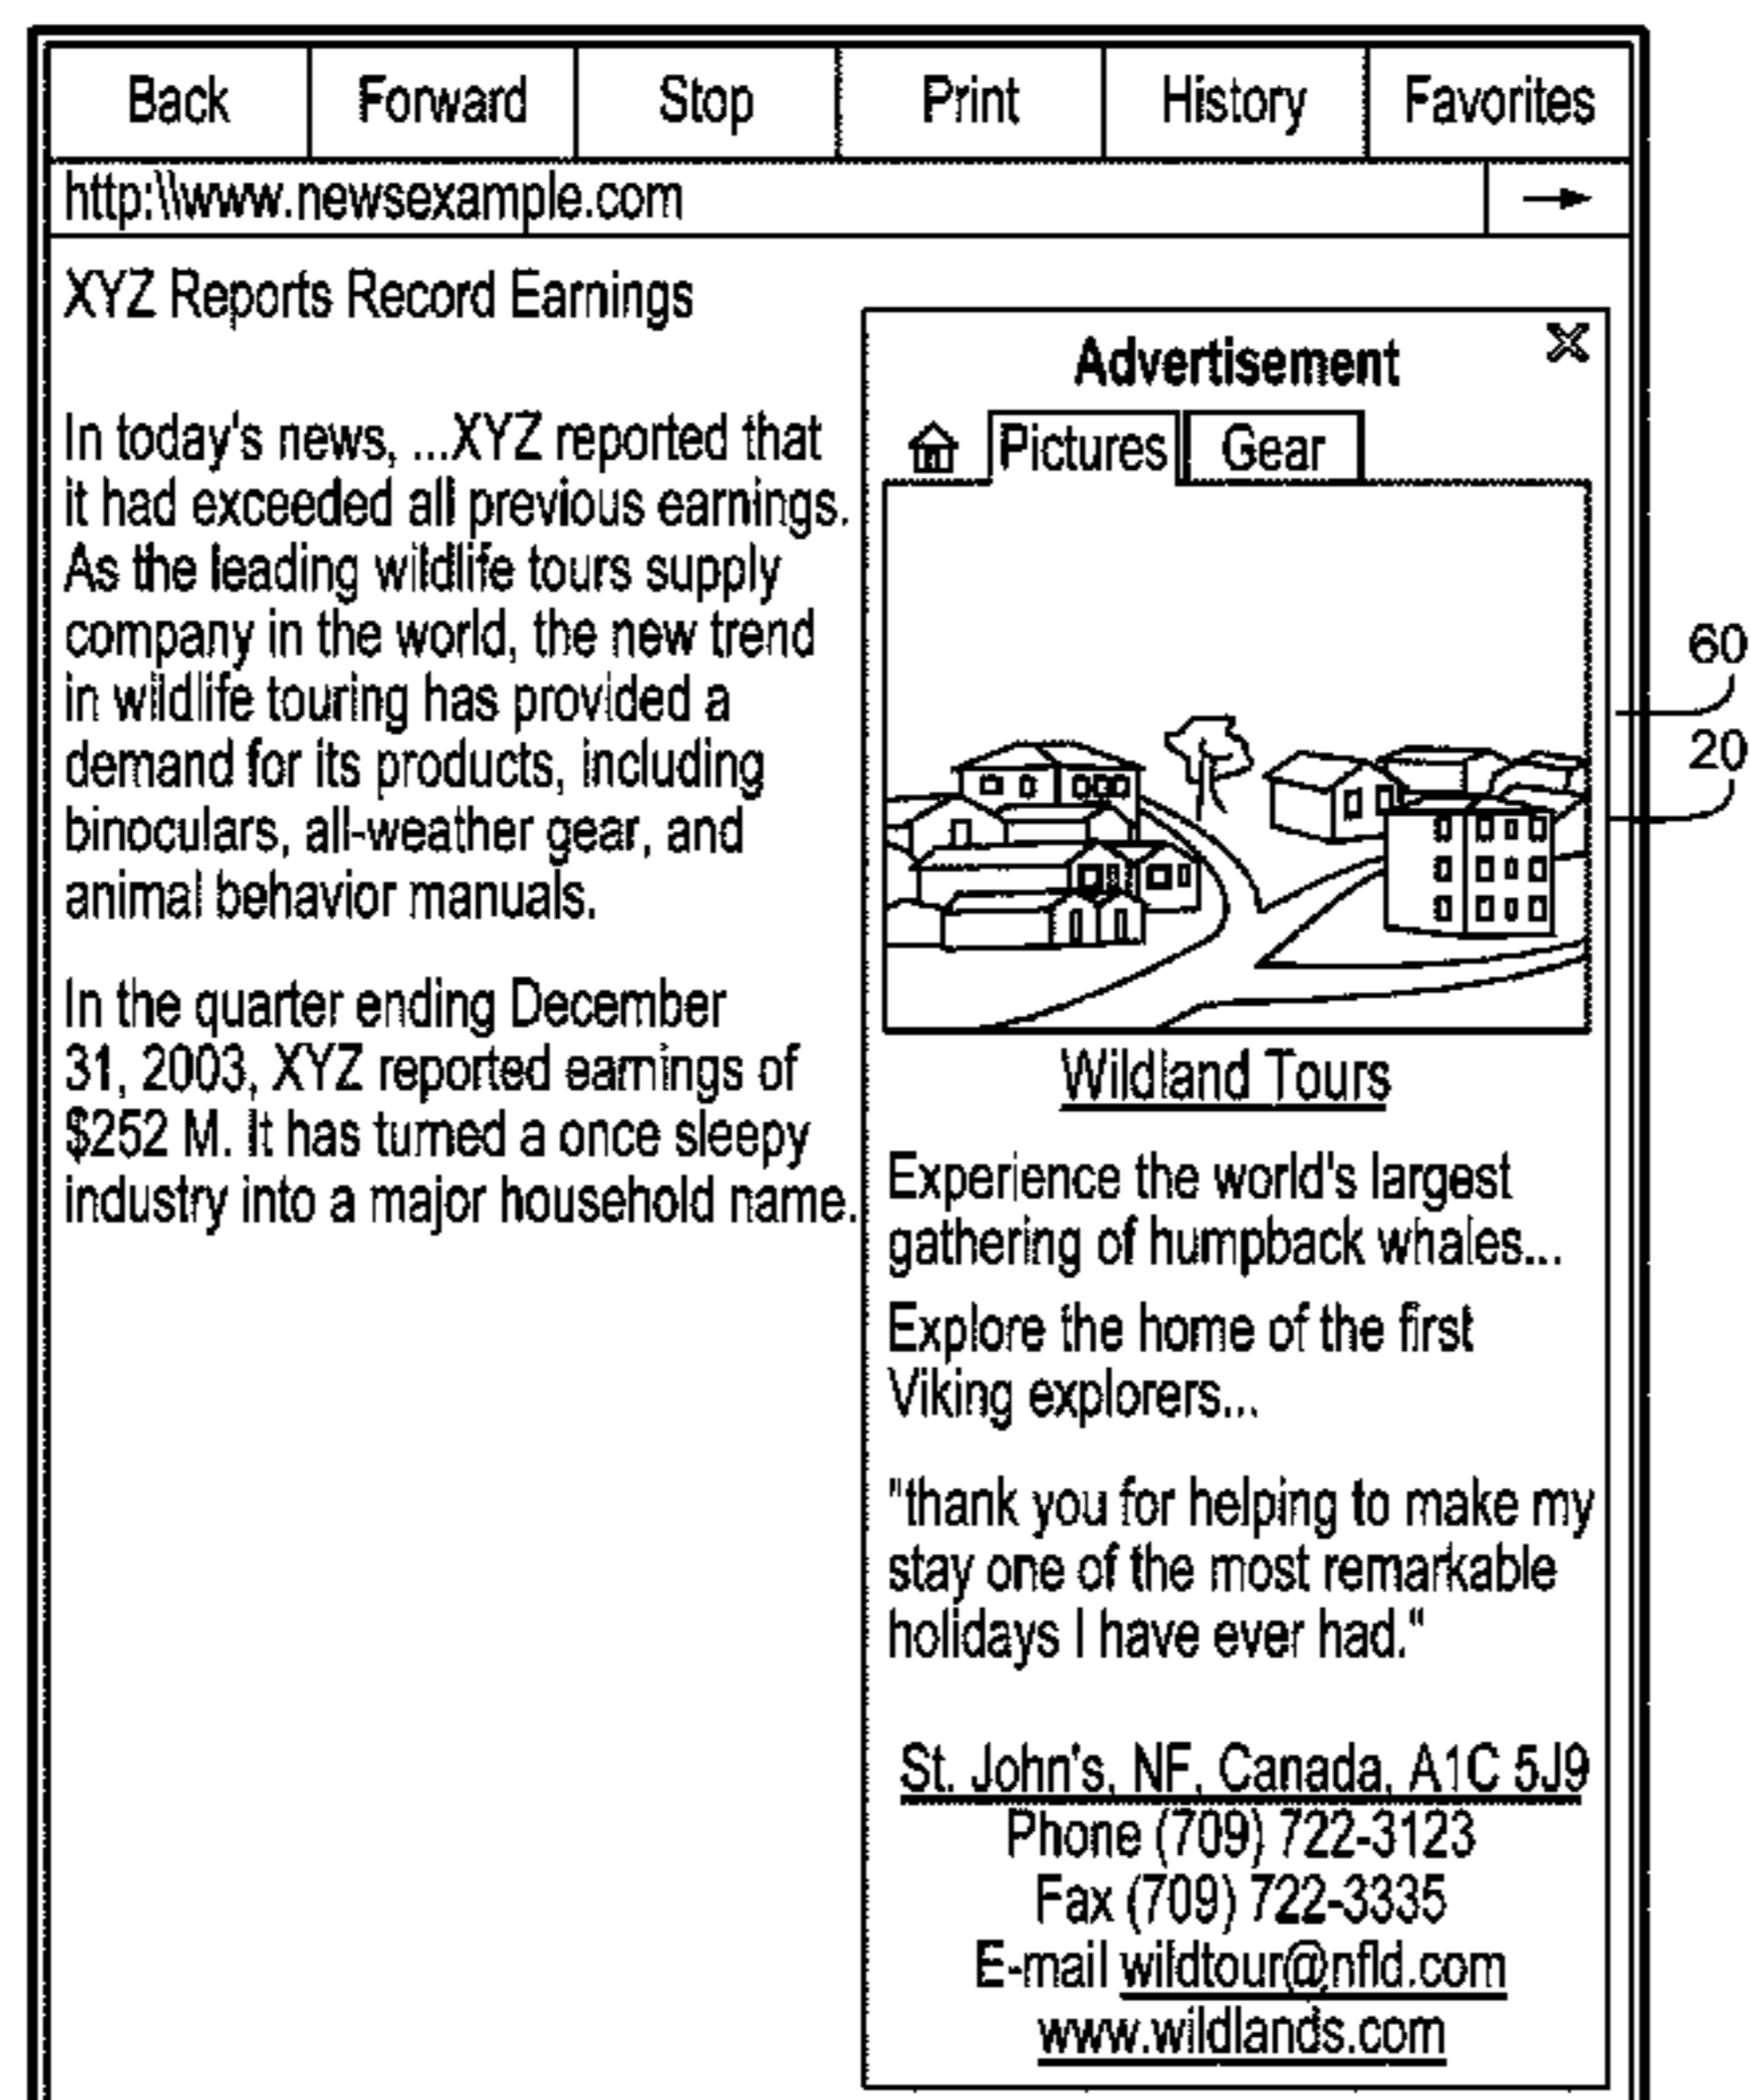 Back Forward Stop Print History Favorites
http:\\www.newsexample.com
XYZ Reports Record Earnings
In today's news, ...XYZ reported that
it had exceeded all previous earnings.
As the leading wildlife tours supply
company in the world, the new trend
in wildlife touring has provided a
demand for its products, including
binoculars, all-weather gear, and
animal behavior manuals.
In the quarter ending December
31, 2003, XYZ reported earnings of
$252 M. It has turned a once sleepy
industry into a major household name.
Advertisement
Pictures Gear
Wildland Tours
Experience the world's largest
gathering of humpback whales...
Explore the home of the first
Viking explorers...
"thank you for helping to make my
stay one of the most remarkable
holidays I have ever had."
St. John's, NF, Canada, A1C 5J9
Phone (709) 722-3123
Fax (709) 722-3335
E-mail wildtour@nfld.com
www.wildlands.com
60
20